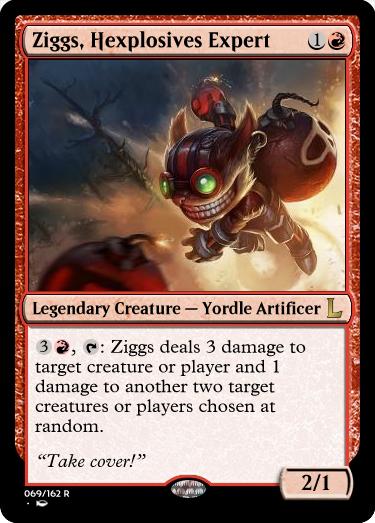 Ziggs, Hexplosives Expert 1
Legendary Creature — Yordle Artificer L
3, : Ziggs deals 3 damage to
target creature or player and 1
damage to another two target
creatures or players chosen at
random.
“Take cover!”
069/162 R
2/1